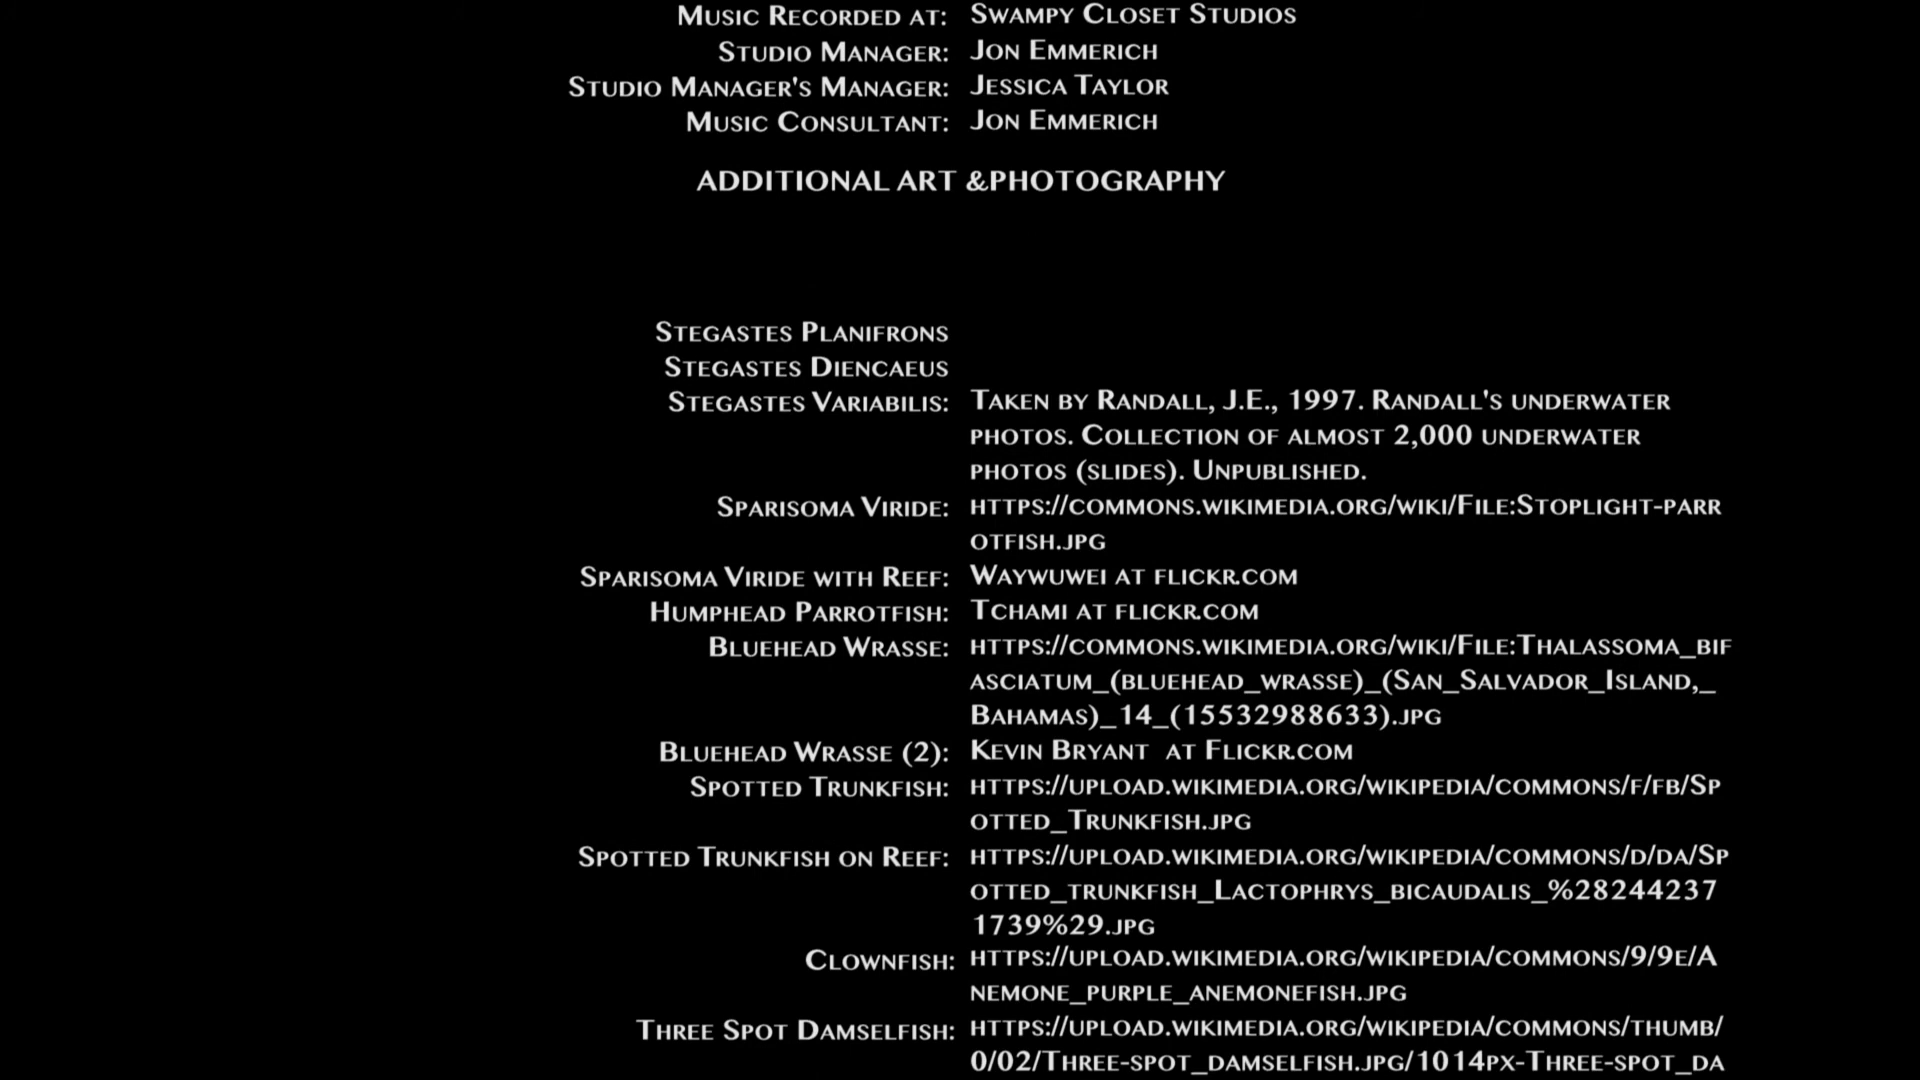 Music Recorded at: Swampy Closet Studios
Studio Manager: Jon Emmerich
Studio Manager's Manager: Jessica Taylor
Music Consultant: Jon Emmerich
ADDITIONAL ART &PHOTOGRAPHY
Stegastes Planifrons
Stegastes Diencaeus
Stegastes Variabilis: Taken by Randall, J.E., 1997. Randall's underwater
photos. Collection of almost 2,000 underwater
photos (slides). Unpublished.
Sparisoma Viride: https://commons.wikimedia.org/wiki/File:Stoplight-parr
otfish.jpg
Sparisoma Viride with Reef: Waywuwei at flickr.com
Humphead Parrotfish: Tchami at flickr.com
Bluehead Wrasse: https://commons.wikimedia.org/wiki/File:Thalassoma_bif
asciatum_(bluehead_wrasse)_(San_Salvador_Island,_
Bahamas)_14_(15532988633).jpg
Bluehead Wrasse (2): Kevin Bryant at Flickr.com
Spotted Trunkfish: https://upload.wikimedia.org/wikipedia/commons/f/fb/Sp
otted_Trunkfish.jpg
Spotted Trunkfish on Reef: https://upload.wikimedia.org/wikipedia/commons/d/da/Sp
otted_trunkfish_Lactophrys_bicaudalis_%28244237
1739%29.jpg
Clownfish: https://upload.wikimedia.org/wikipedia/commons/9/9e/A
nemone_purple_anemonefish.jpg
Three Spot Damselfish: https://upload.wikimedia.org/wikipedia/commons/thumb/
0/02/Three-spot_damselfish.jpg/1014px-Three-spot_da